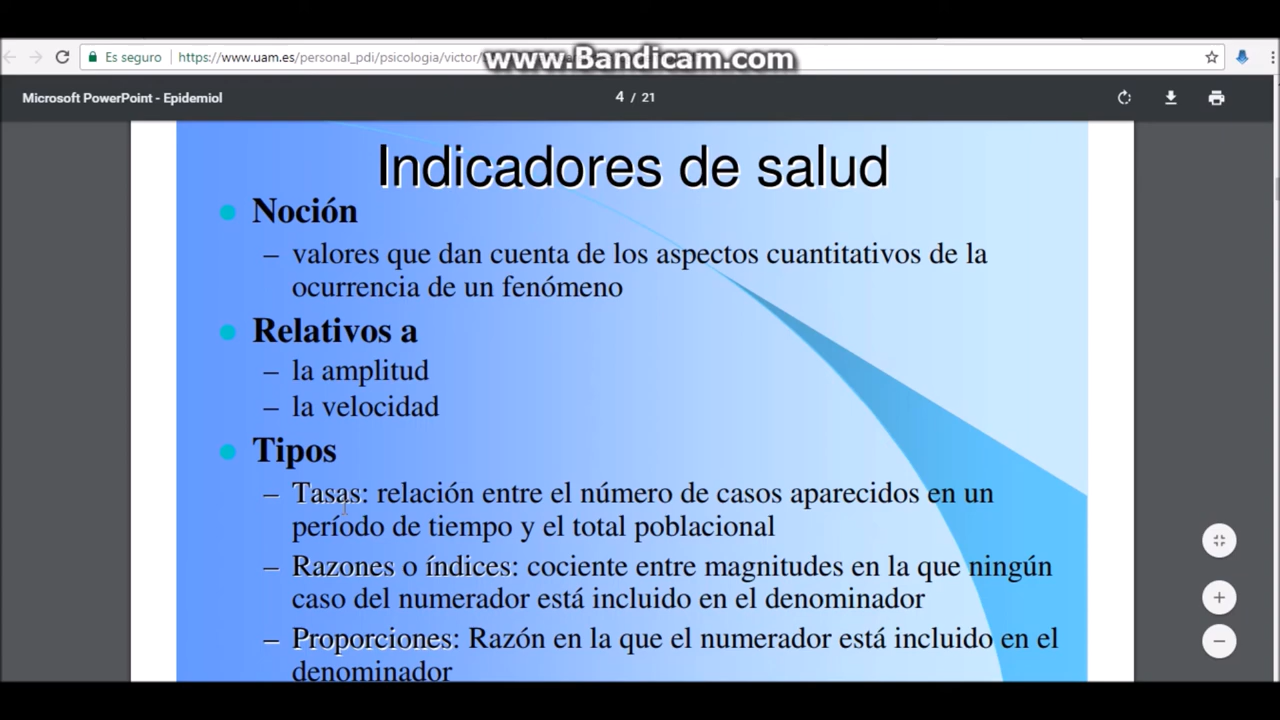 Es seguro
https://www.uam.es/personal_pdi/psicologia/victor/
www.Bandicam.com
Microsoft PowerPoint - Epidemiol
4 / 21
Indicadores de salud
Noción
– valores que dan cuenta de los aspectos cuantitativos de la
ocurrencia de un fenómeno
Relativos a
– la amplitud
– la velocidad
Tipos
– Tasas: relación entre el número de casos aparecidos en un
período de tiempo y el total poblacional
– Razones o índices: cociente entre magnitudes en la que ningún
caso del numerador está incluido en el denominador
– Proporciones: Razón en la que el numerador está incluido en el
denominador